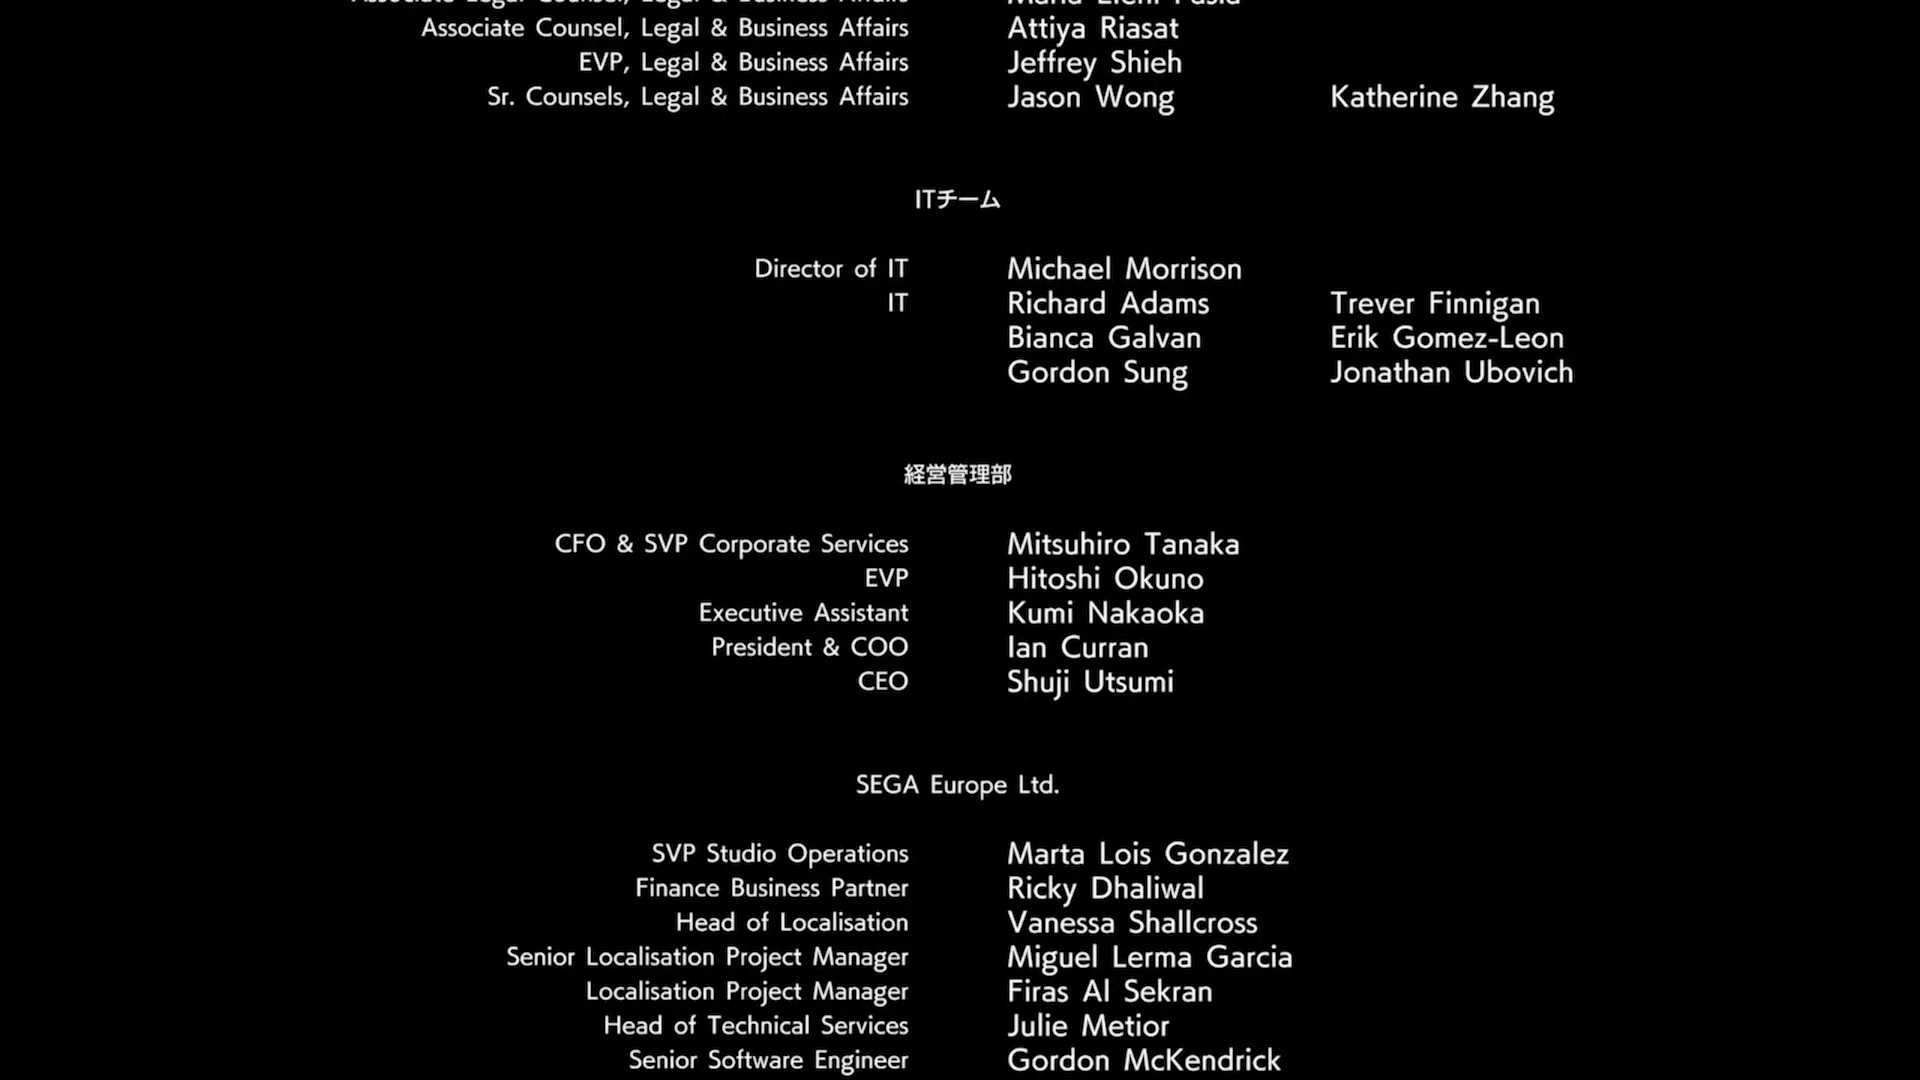 Associate Counsel, Legal & Business Affairs Attiya Riasat
EVP, Legal & Business Affairs Jeffrey Shieh
Sr. Counsels, Legal & Business Affairs Jason Wong Katherine Zhang
ITチーム
Director of IT Michael Morrison
IT Richard Adams Trever Finnigan
Bianca Galvan Erik Gomez-Leon
Gordon Sung Jonathan Ubovich
経営管理部
CFO & SVP Corporate Services Mitsuhiro Tanaka
EVP Hitoshi Okuno
Executive Assistant Kumi Nakaoka
President & COO Ian Curran
CEO Shuji Utsumi
SEGA Europe Ltd.
SVP Studio Operations Marta Lois Gonzalez
Finance Business Partner Ricky Dhaliwal
Head of Localisation Vanessa Shallcross
Senior Localisation Project Manager Miguel Lerma Garcia
Localisation Project Manager Firas Al Sekran
Head of Technical Services Julie Metior
Senior Software Engineer Gordon McKendrick